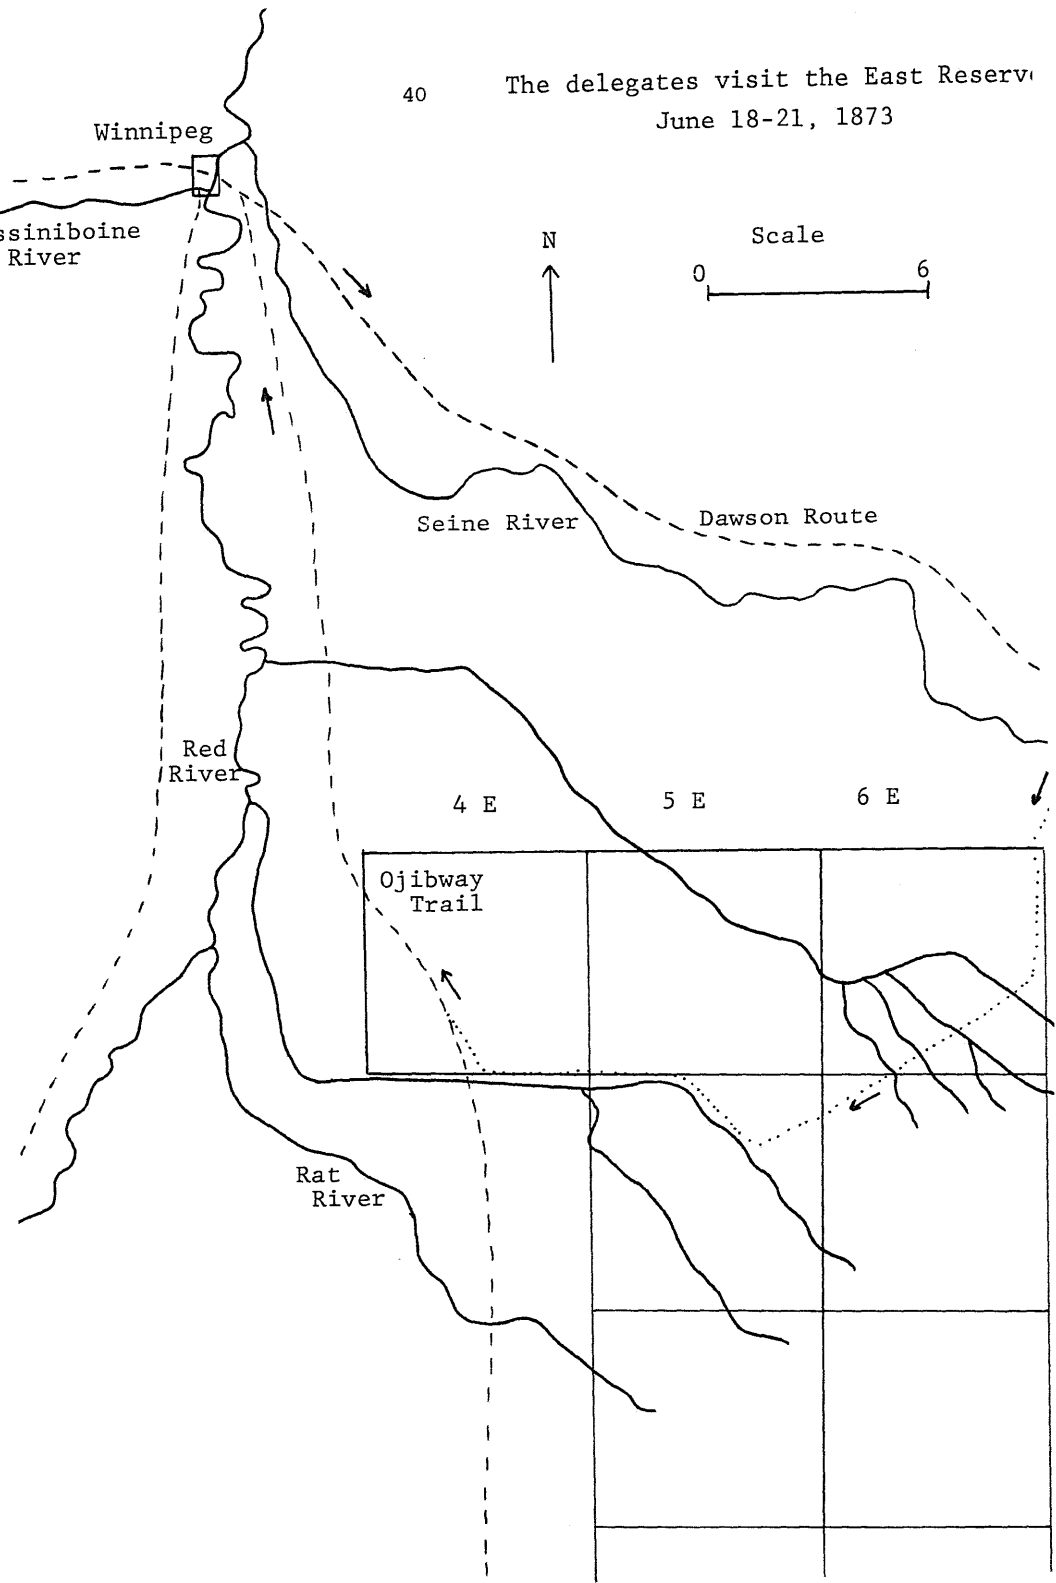 40
The delegates visit the East Reserv
June 18-21, 1873
Winnipeg
ssiniboine
River
N
Scale
0 6
Seine River
Dawson Route
Red
River
4 E 5 E 6 E
Ojibway
Trail
Rat
River